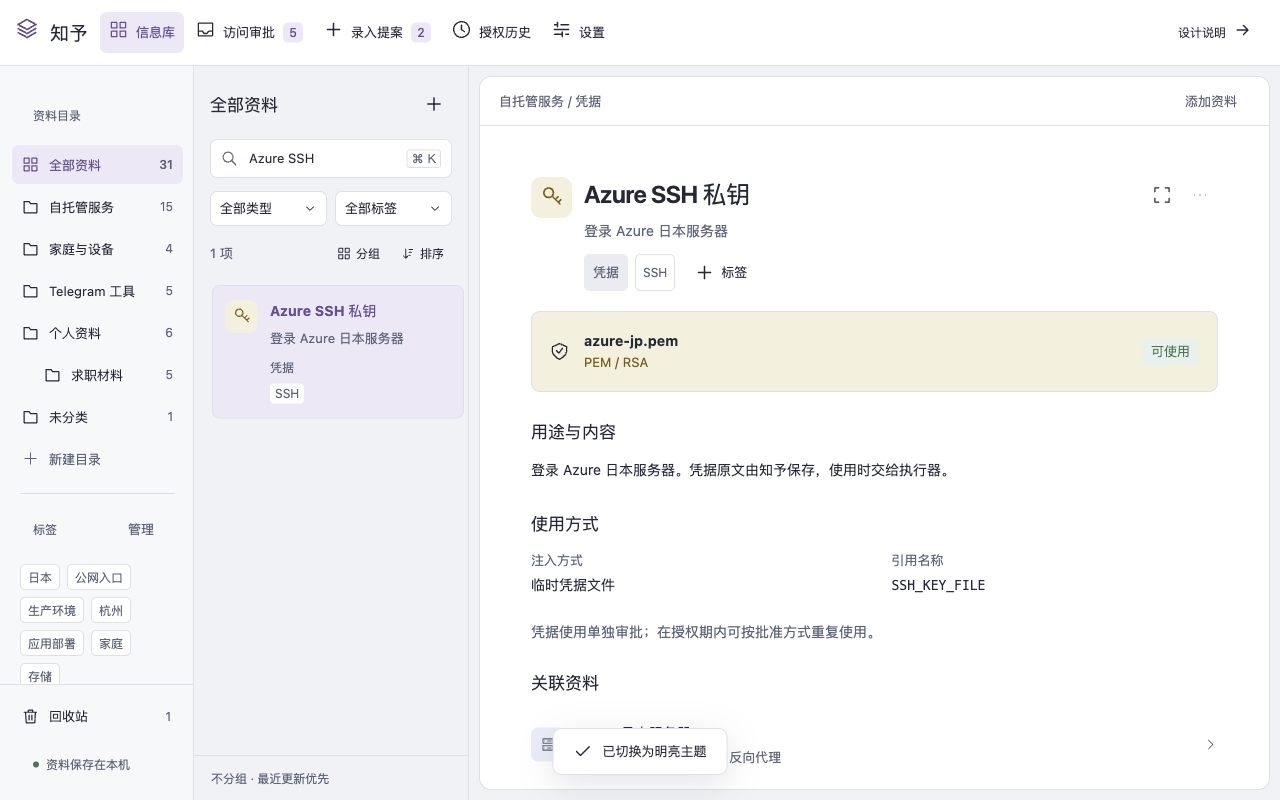 知予
信息库
访问审批 5
录入提案 2
授权历史
设置
设计说明
资料目录
全部资料 31
自托管服务 15
家庭与设备 4
Telegram 工具 5
个人资料 6
求职材料 5
未分类 1
新建目录
标签 管理
日本 公网入口
生产环境 杭州
应用部署 家庭
存储
回收站 1
资料保存在本机
全部资料
Azure SSH ⌘ K
全部类型 全部标签
1 项 分组 排序
Azure SSH 私钥
登录 Azure 日本服务器
凭据
SSH
不分组 · 最近更新优先
自托管服务 / 凭据 添加资料
Azure SSH 私钥
登录 Azure 日本服务器
凭据 SSH 标签
azure-jp.pem
PEM / RSA
可使用
用途与内容
登录 Azure 日本服务器。凭据原文由知予保存，使用时交给执行器。
使用方式
注入方式 引用名称
临时凭据文件 SSH_KEY_FILE
凭据使用单独审批；在授权期内可按批准方式重复使用。
关联资料
反向代理
已切换为明亮主题